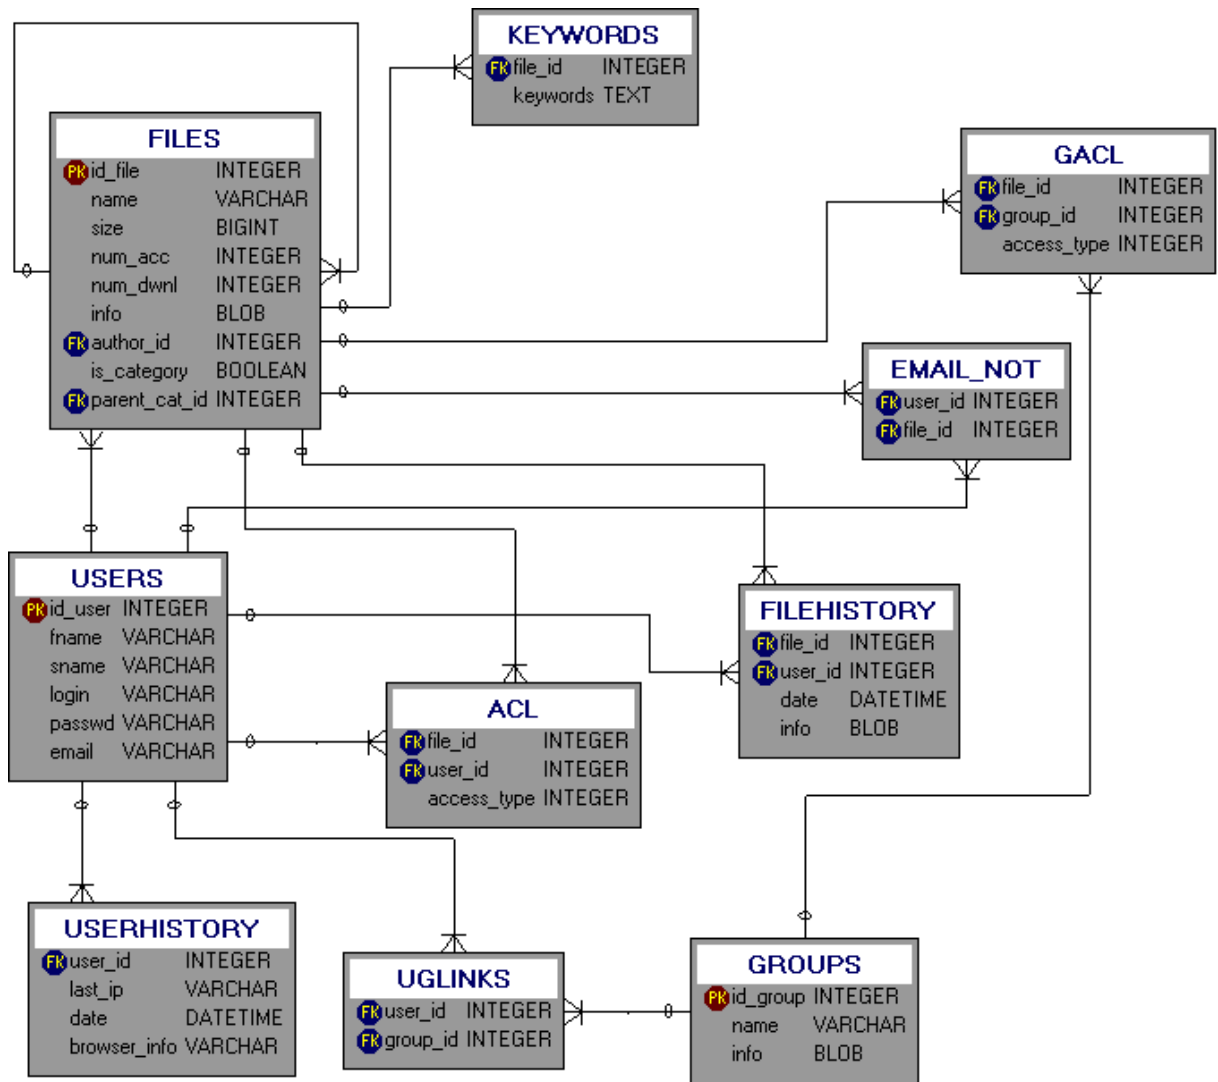 KEYWORDS
FK file_id INTEGER
keywords TEXT
FILES
PK id_file INTEGER
name VARCHAR
size BIGINT
num_acc INTEGER
num_dwnl INTEGER
info BLOB
FK author_id INTEGER
is_category BOOLEAN
FK parent_cat_id INTEGER
GACL
FK file_id INTEGER
FK group_id INTEGER
access_type INTEGER
EMAIL_NOT
FK user_id INTEGER
FK file_id INTEGER
USERS
PK id_user INTEGER
fname VARCHAR
sname VARCHAR
login VARCHAR
passwd VARCHAR
email VARCHAR
FILEHISTORY
FK file_id INTEGER
FK user_id INTEGER
date DATETIME
info BLOB
ACL
FK file_id INTEGER
FK user_id INTEGER
access_type INTEGER
USERHISTORY
FK user_id INTEGER
last_ip VARCHAR
date DATETIME
browser_info VARCHAR
UGLINKS
FK user_id INTEGER
FK group_id INTEGER
GROUPS
PK id_group INTEGER
name VARCHAR
info BLOB